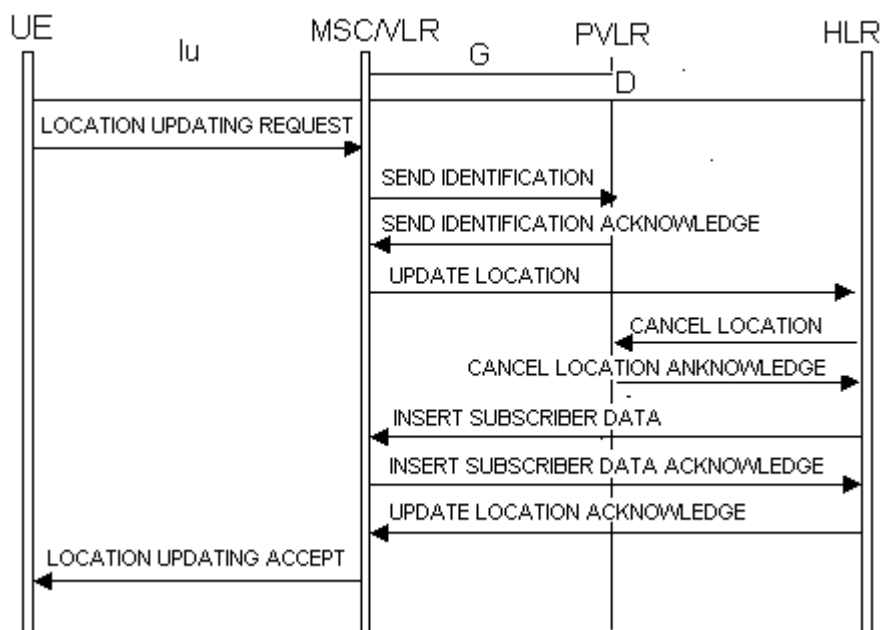 UE MSC/VLR PVLR HLR
Iu G
D
LOCATION UPDATING REQUEST
SEND IDENTIFICATION
SEND IDENTIFICATION ACKNOWLEDGE
UPDATE LOCATION
CANCEL LOCATION
CANCEL LOCATION ANKNOWLEDGE
INSERT SUBSCRIBER DATA
INSERT SUBSCRIBER DATA ACKNOWLEDGE
UPDATE LOCATION ACKNOWLEDGE
LOCATION UPDATING ACCEPT